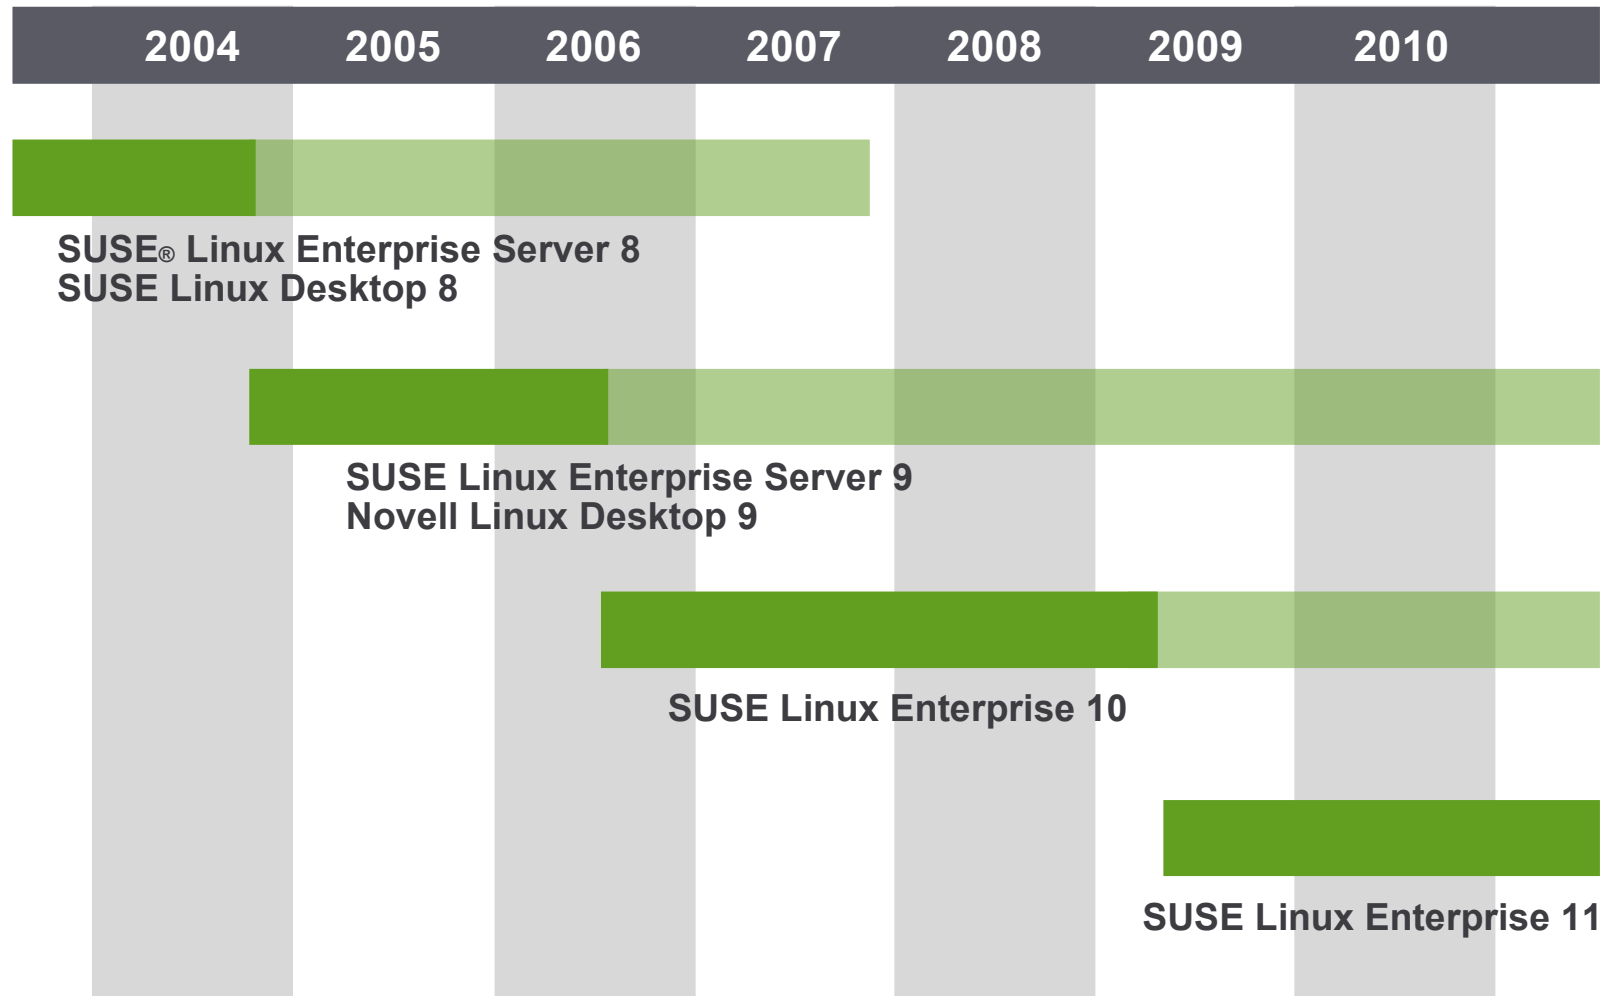 2004 2005 2006 2007 2008 2009 2010
SUSE® Linux Enterprise Server 8
SUSE Linux Desktop 8
SUSE Linux Enterprise Server 9
Novell Linux Desktop 9
SUSE Linux Enterprise 10
SUSE Linux Enterprise 11